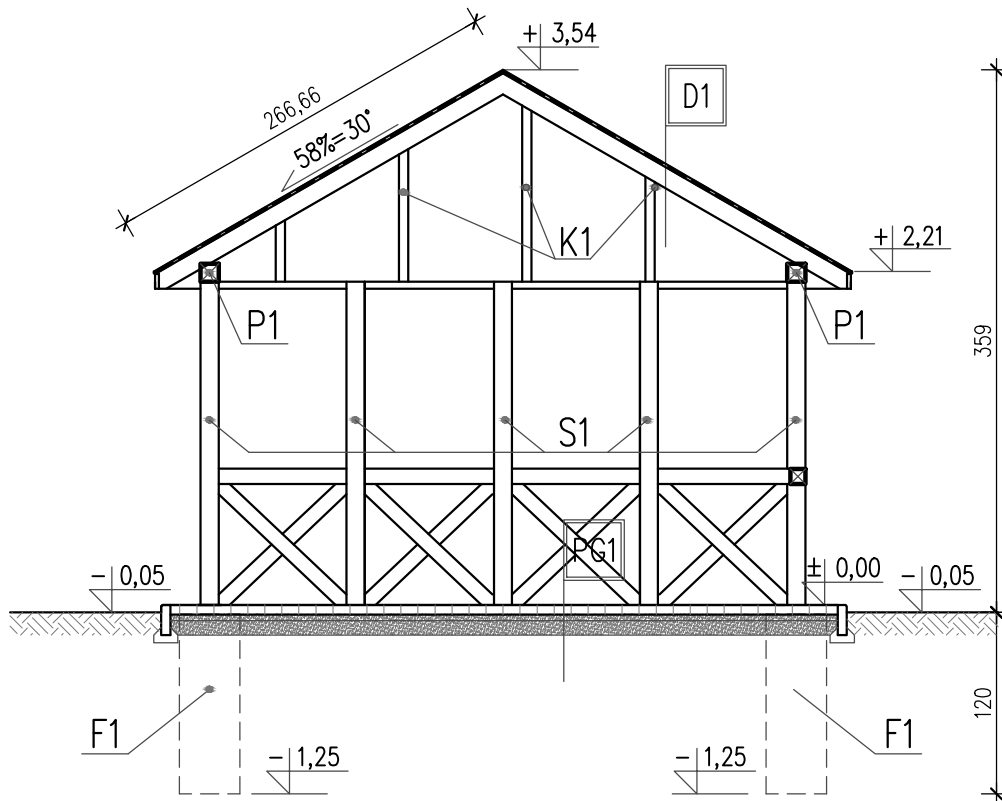 + 3,54
266,66
D1
58%=30°
K1
+ 2,21
P1
P1
359
S1
PG1
- 0,05
± 0,00
- 0,05
120
F1
F1
- 1,25
- 1,25